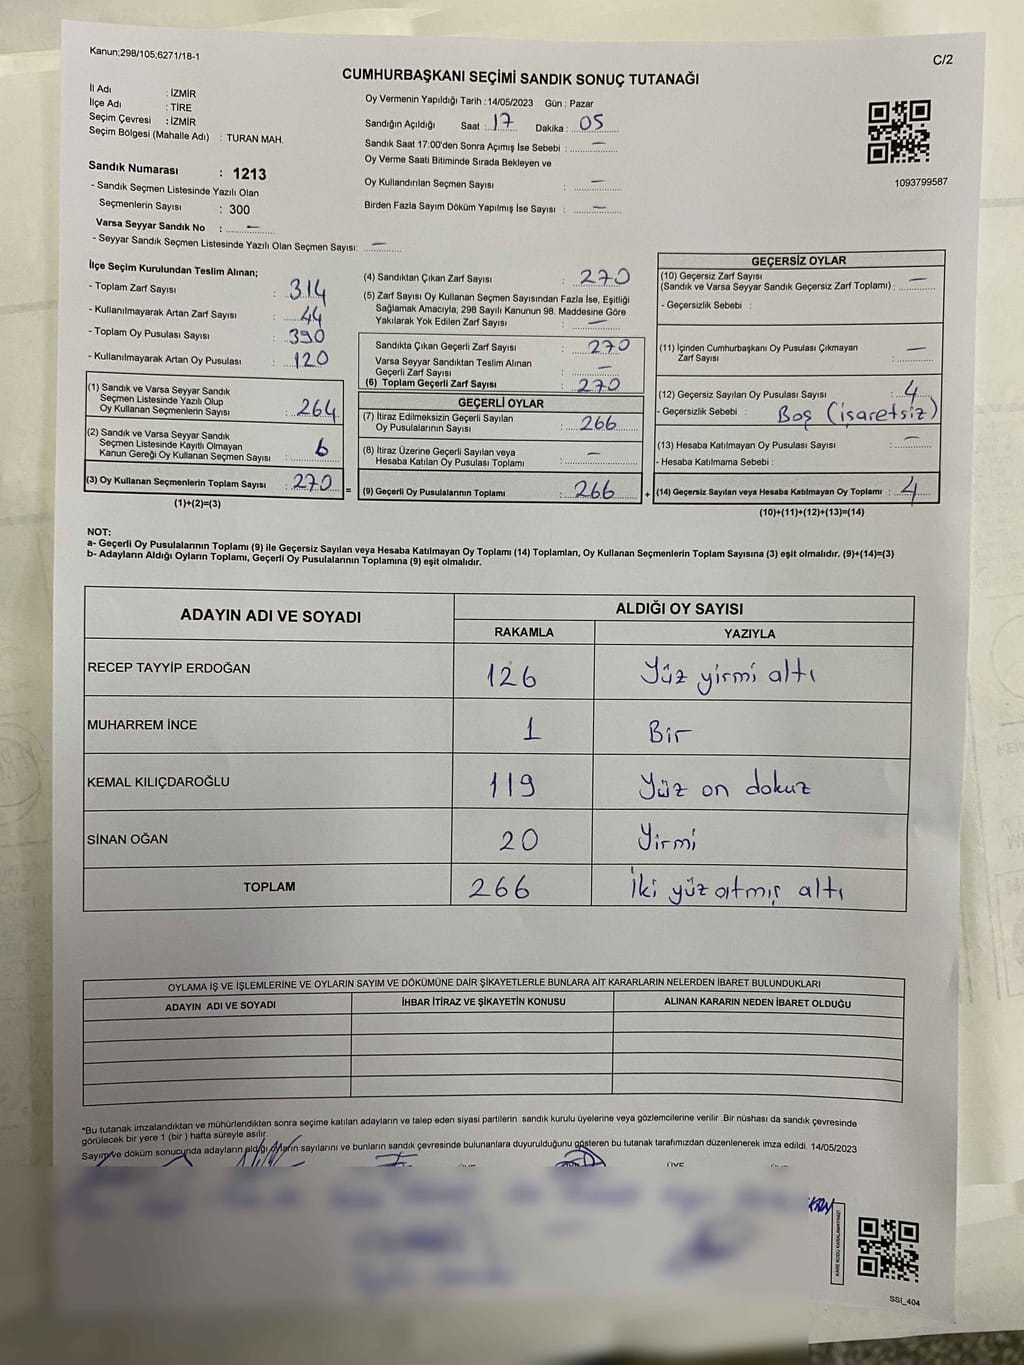 Kanun;298/105;6271/18-1
C/2
CUMHURBAŞKANI SEÇİMİ SANDIK SONUÇ TUTANAĞI
İl Adı : İZMİR
İlçe Adı : TİRE
Seçim Çevresi : İZMİR
Seçim Bölgesi (Mahalle Adı) : TURAN MAH.
Oy Vermenin Yapıldığı Tarih :14/05/2023 Gün : Pazar
Sandığın Açıldığı Saat : 17 Dakika : 05
Sandık Saat 17:00'den Sonra Açımış İse Sebebi : —
Oy Verme Saati Bitiminde Sırada Bekleyen ve
Oy Kullandırılan Seçmen Sayısı : —
Birden Fazla Sayım Döküm Yapılmış İse Sayısı : —
1093799587
Sandık Numarası : 1213
- Sandık Seçmen Listesinde Yazılı Olan
Seçmenlerin Sayısı : 300
Varsa Seyyar Sandık No : —
- Seyyar Sandık Seçmen Listesinde Yazılı Olan Seçmen Sayısı: —
İlçe Seçim Kurulundan Teslim Alınan;
- Toplam Zarf Sayısı : 314
- Kullanılmayarak Artan Zarf Sayısı : 44
- Toplam Oy Pusulası Sayısı : 390
- Kullanılmayarak Artan Oy Pusulası : 120
(1) Sandık ve Varsa Seyyar Sandık
Seçmen Listesinde Yazılı Olup
Oy Kullanan Seçmenlerin Sayısı : 264
(2) Sandık ve Varsa Seyyar Sandık
Seçmen Listesinde Kayıtlı Olmayan
Kanun Gereği Oy Kullanan Seçmen Sayısı : 6
(3) Oy Kullanan Seçmenlerin Toplam Sayısı : 270 =
(1)+(2)=(3)
(4) Sandıktan Çıkan Zarf Sayısı : 270
(5) Zarf Sayısı Oy Kullanan Seçmen Sayısından Fazla İse, Eşitliği
Sağlamak Amacıyla; 298 Sayılı Kanunun 98. Maddesine Göre
Yakılarak Yok Edilen Zarf Sayısı : —
Sandıkta Çıkan Geçerli Zarf Sayısı : 270
Varsa Seyyar Sandıktan Teslim Alınan
Geçerli Zarf Sayısı : —
(6) Toplam Geçerli Zarf Sayısı : 270
GEÇERLİ OYLAR
(7) İtiraz Edilmeksizin Geçerli Sayılan
Oy Pusulalarının Sayısı : 266
(8) İtiraz Üzerine Geçerli Sayılan veya
Hesaba Katılan Oy Pusulası Toplamı : —
(9) Geçerli Oy Pusulalarının Toplamı : 266 +
GEÇERSİZ OYLAR
(10) Geçersiz Zarf Sayısı
(Sandık ve Varsa Seyyar Sandık Geçersiz Zarf Toplamı) : —
- Geçersizlik Sebebi :
(11) İçinden Cumhurbaşkanı Oy Pusulası Çıkmayan
Zarf Sayısı : —
(12) Geçersiz Sayılan Oy Pusulası Sayısı : 4
- Geçersizlik Sebebi : Boş (işaretsiz)
(13) Hesaba Katılmayan Oy Pusulası Sayısı : —
- Hesaba Katılmama Sebebi :
(14) Geçersiz Sayılan veya Hesaba Katılmayan Oy Toplamı : 4
(10)+(11)+(12)+(13)=(14)
NOT:
a- Geçerli Oy Pusulalarının Toplamı (9) ile Geçersiz Sayılan veya Hesaba Katılmayan Oy Toplamı (14) Toplamları, Oy Kullanan Seçmenlerin Toplam Sayısına (3) eşit olmalıdır. (9)+(14)=(3)
b- Adayların Aldığı Oyların Toplamı, Geçerli Oy Pusulalarının Toplamına (9) eşit olmalıdır.
ADAYIN ADI VE SOYADI
ALDIĞI OY SAYISI
RAKAMLA YAZIYLA
RECEP TAYYİP ERDOĞAN 126 Yüz yirmi altı
MUHARREM İNCE 1 Bir
KEMAL KILIÇDAROĞLU 119 Yüz on dokuz
SİNAN OĞAN 20 Yirmi
TOPLAM 266 İki yüz atmış altı
OYLAMA İŞ VE İŞLEMLERİNE VE OYLARIN SAYIM VE DÖKÜMÜNE DAİR ŞİKAYETLERLE BUNLARA AİT KARARLARIN NELERDEN İBARET BULUNDUKLARI
ADAYIN ADI VE SOYADI İHBAR İTİRAZ VE ŞİKAYETİN KONUSU ALINAN KARARIN NEDEN İBARET OLDUĞU
*Bu tutanak imzalandıktan ve mühürlendikten sonra seçime katılan adayların ve talep eden siyasi partilerin sandık kurulu üyelerine veya gözlemcilerine verilir .Bir nüshası da sandık çevresinde
görülecek bir yere 1 (bir ) hafta süreyle asılır
Sayım ve döküm sonucunda adayların aldığı oyların sayılarını ve bunların sandık çevresinde bulunanlara duyurulduğunu gösteren bu tutanak tarafımızdan düzenlenerek imza edildi. 14/05/2023
KARE KODU KARALAMAYINIZ!
SSI_404